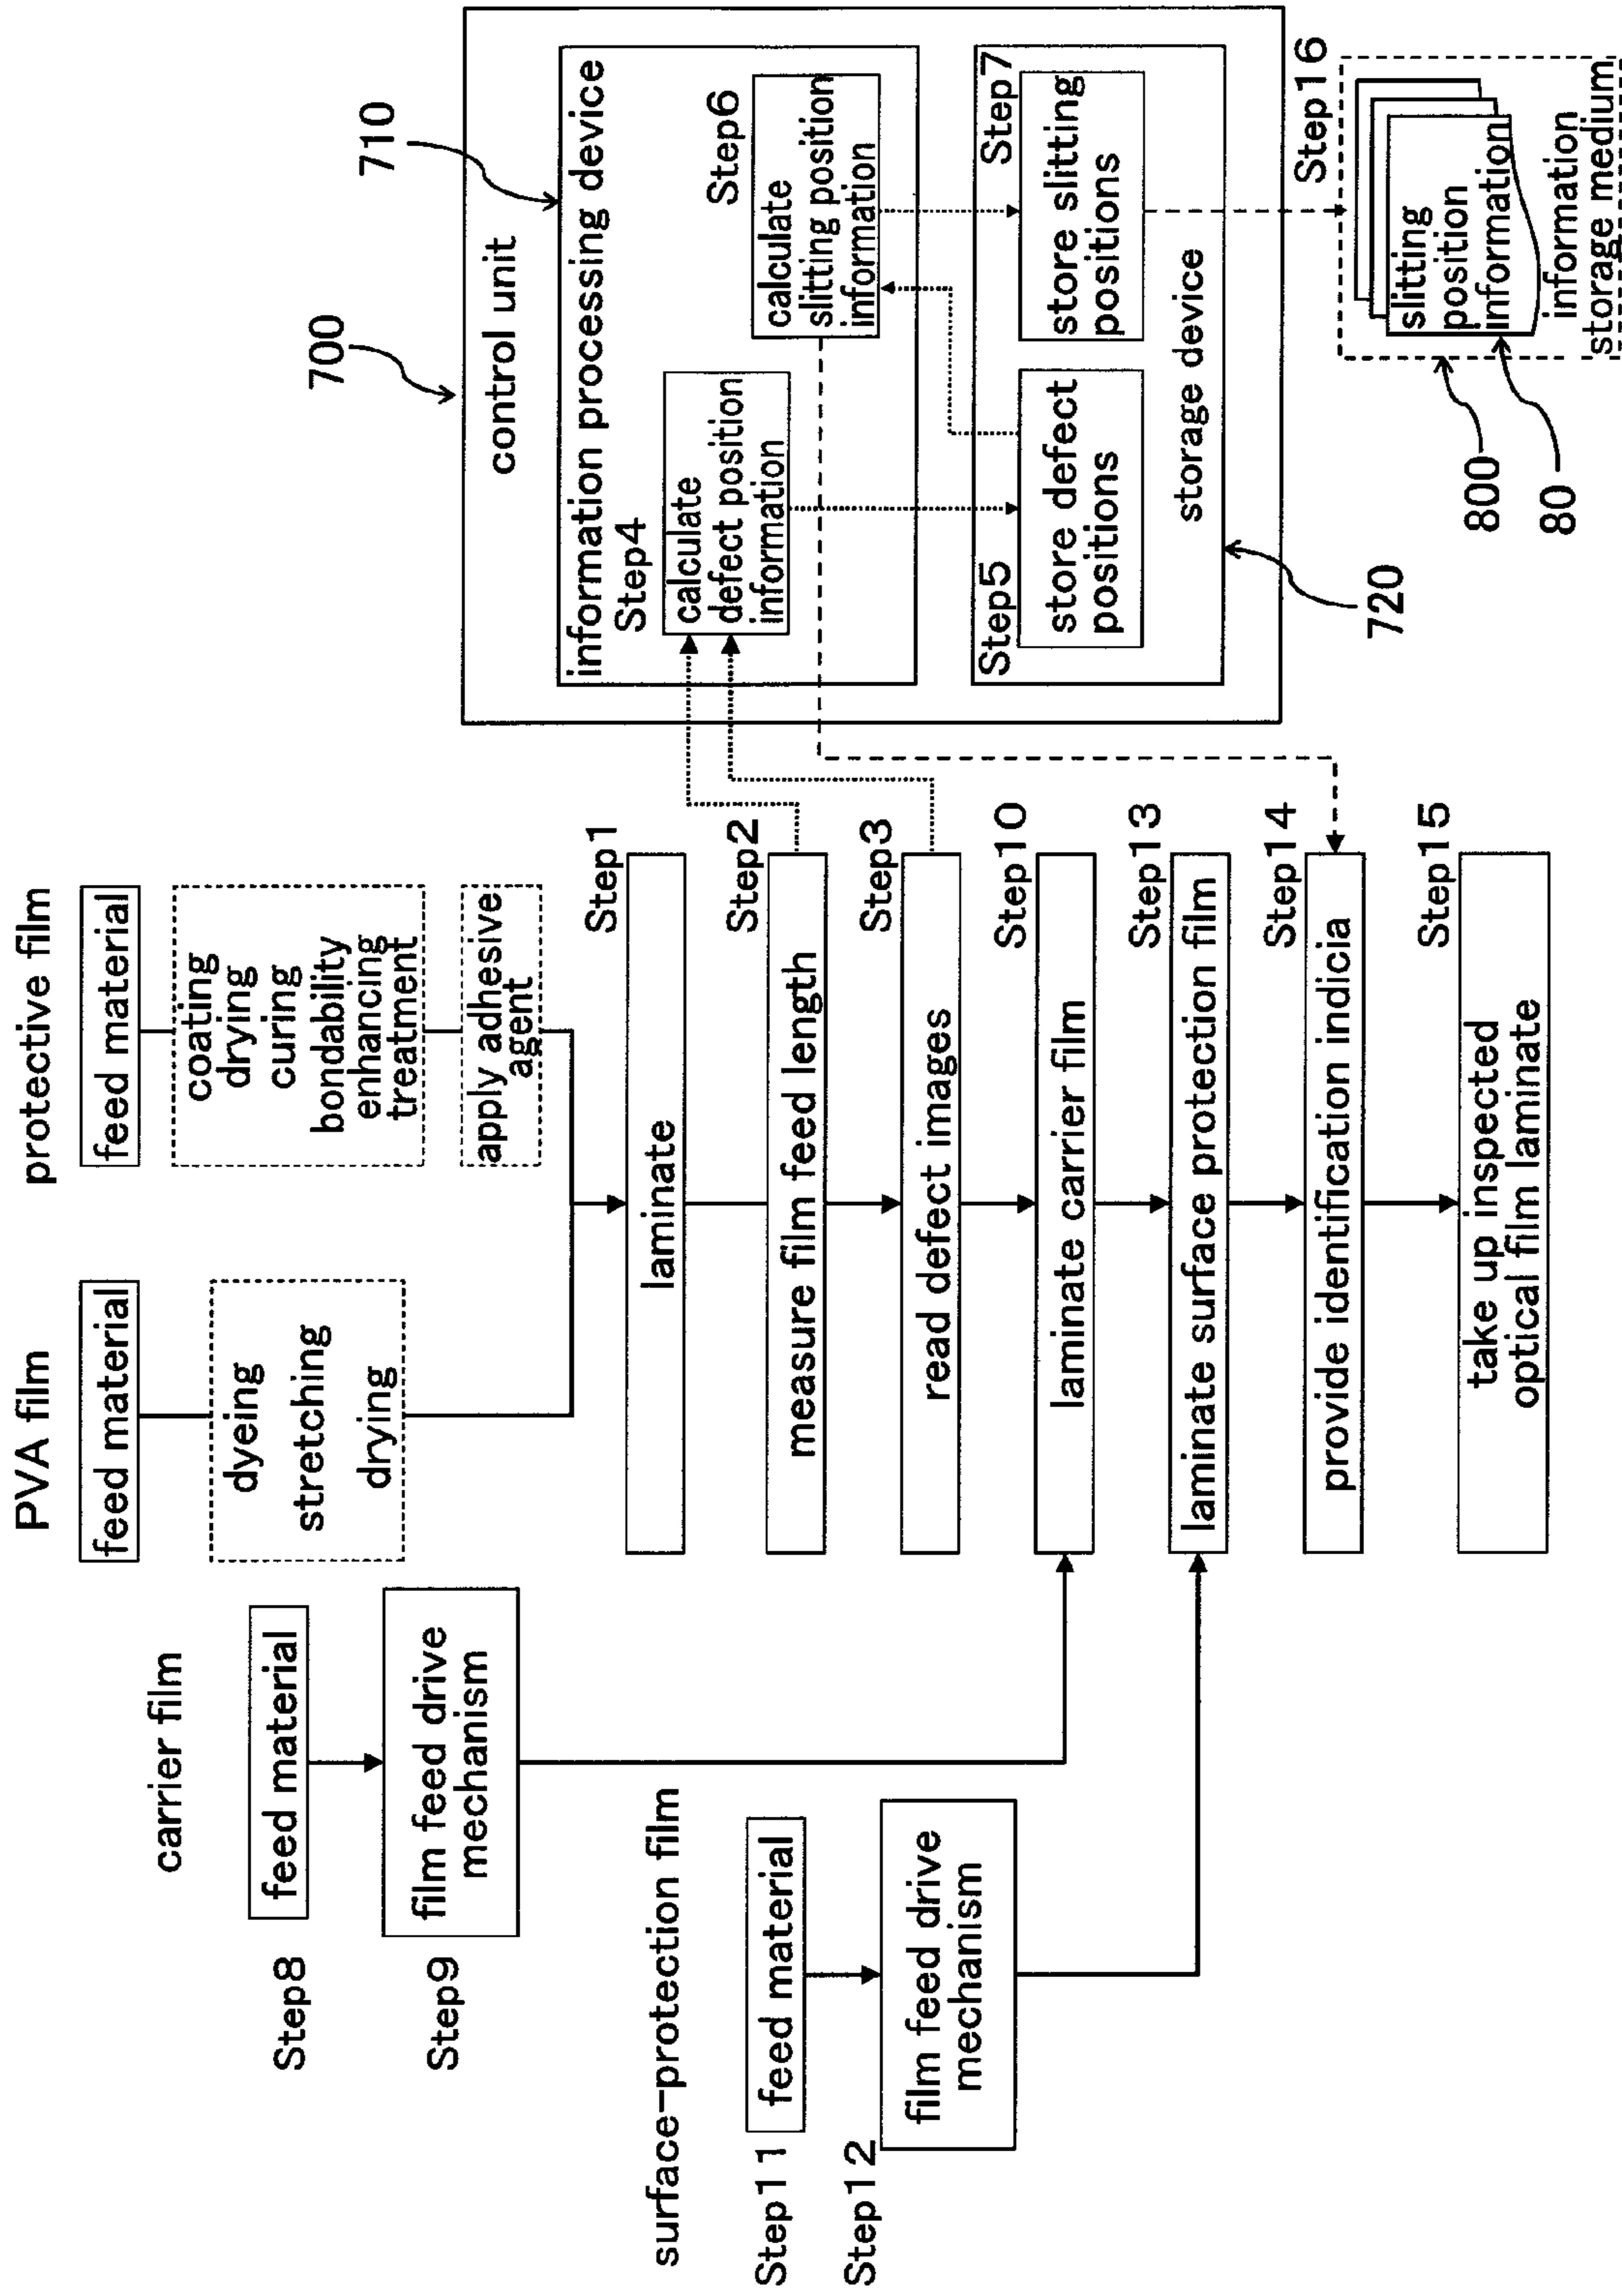 PVA film
feed material
dyeing
stretching
drying
protective film
feed material
coating
drying
curing
bondability
enhancing
treatment
apply adhesive
agent
carrier film
Step8
feed material
Step9
film feed drive
mechanism
surface-protection film
Step11
feed material
Step12
film feed drive
mechanism
Step1
laminate
Step2
measure film feed length
Step3
read defect images
Step10
laminate carrier film
Step13
laminate surface protection film
Step14
provide identification indicia
Step15
take up inspected
optical film laminate
700
control unit
710
information processing device
Step4
calculate
defect position
information
Step6
calculate
slitting position
information
Step5
store defect
positions
Step7
store slitting
positions
storage device
720
Step16
slitting
position
information
information
storage medium
800
80